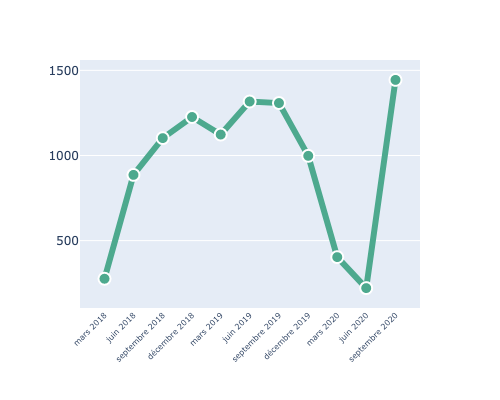 1500
1000
500
mars 2018
juin 2018
septembre 2018
décembre 2018
mars 2019
juin 2019
septembre 2019
décembre 2019
mars 2020
juin 2020
septembre 2020